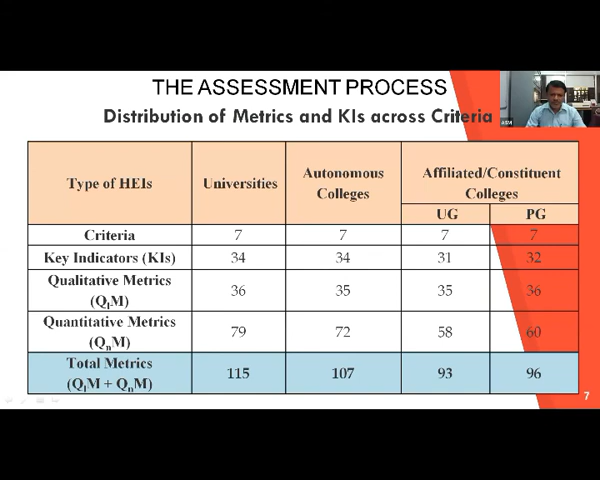 THE ASSESSMENT PROCESS
Distribution of Metrics and KIs across Criteria
ASM
Type of HEIs Universities Autonomous Colleges Affiliated/Constituent Colleges
UG PG
Criteria 7 7 7 7
Key Indicators (KIs) 34 34 31 32
Qualitative Metrics (QlM) 36 35 35 36
Quantitative Metrics (QnM) 79 72 58 60
Total Metrics (QlM + QnM) 115 107 93 96
7